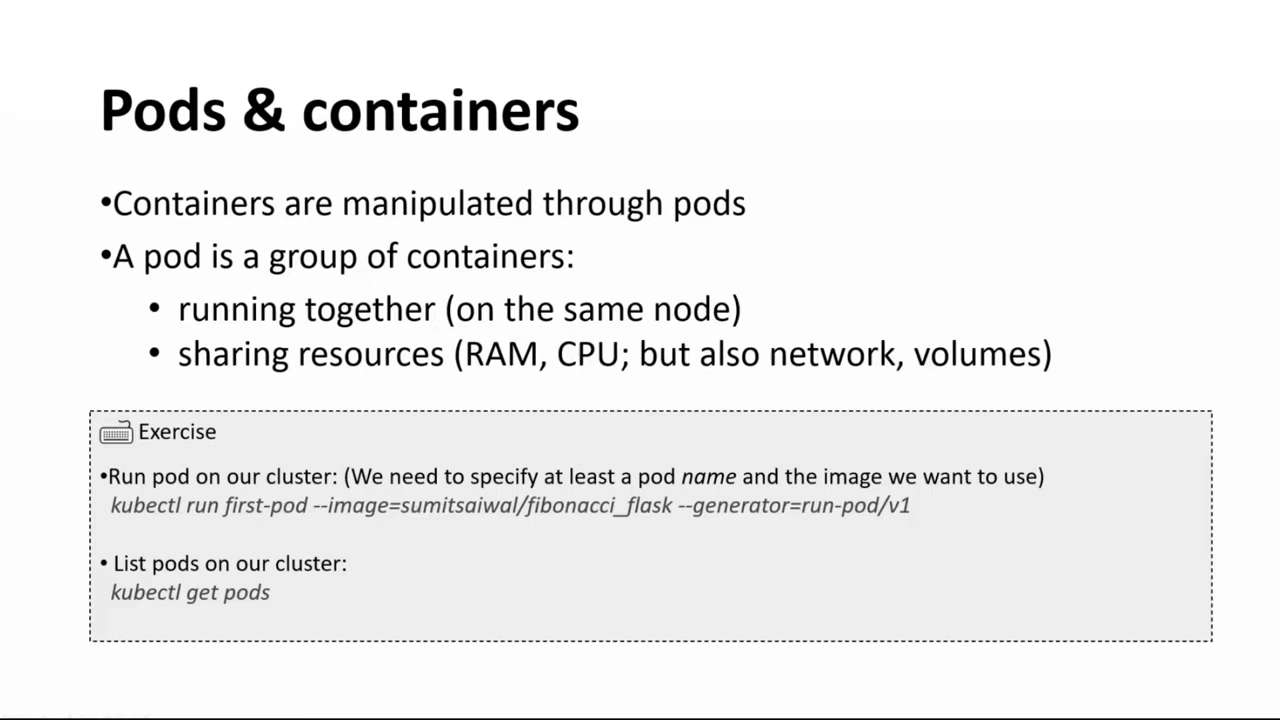 Pods & containers
•Containers are manipulated through pods
•A pod is a group of containers:
• running together (on the same node)
• sharing resources (RAM, CPU; but also network, volumes)
Exercise
•Run pod on our cluster: (We need to specify at least a pod name and the image we want to use)
kubectl run first-pod --image=sumitsaiwal/fibonacci_flask --generator=run-pod/v1
• List pods on our cluster:
kubectl get pods